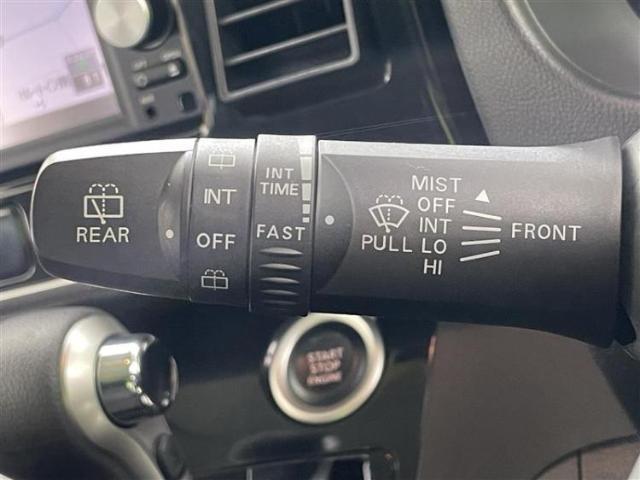 REAR
INT
OFF
INT
TIME
FAST
PULL
MIST
OFF
INT
LO
HI
FRONT
START
STOP
ENGINE